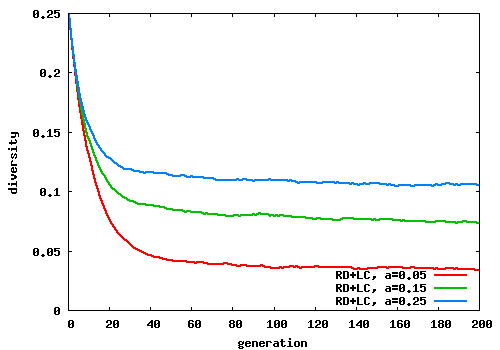 0.25
0.2
diversity
0.15
0.1
0.05
0
RD+LC, a=0.05
RD+LC, a=0.15
RD+LC, a=0.25
0 20 40 60 80 100 120 140 160 180 200
generation